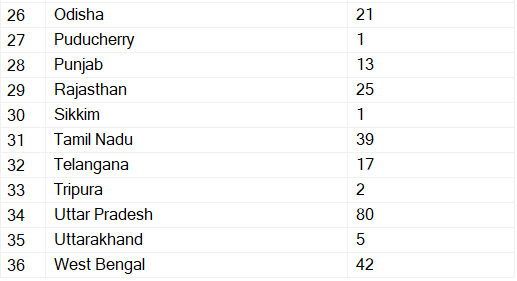 26 Odisha 21
27 Puducherry 1
28 Punjab 13
29 Rajasthan 25
30 Sikkim 1
31 Tamil Nadu 39
32 Telangana 17
33 Tripura 2
34 Uttar Pradesh 80
35 Uttarakhand 5
36 West Bengal 42